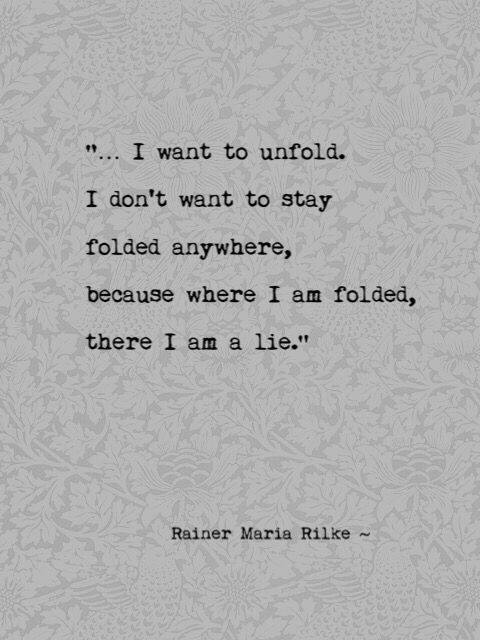 "... I want to unfold.
I don't want to stay
folded anywhere,
because where I am folded,
there I am a lie."
Rainer Maria Rilke ~